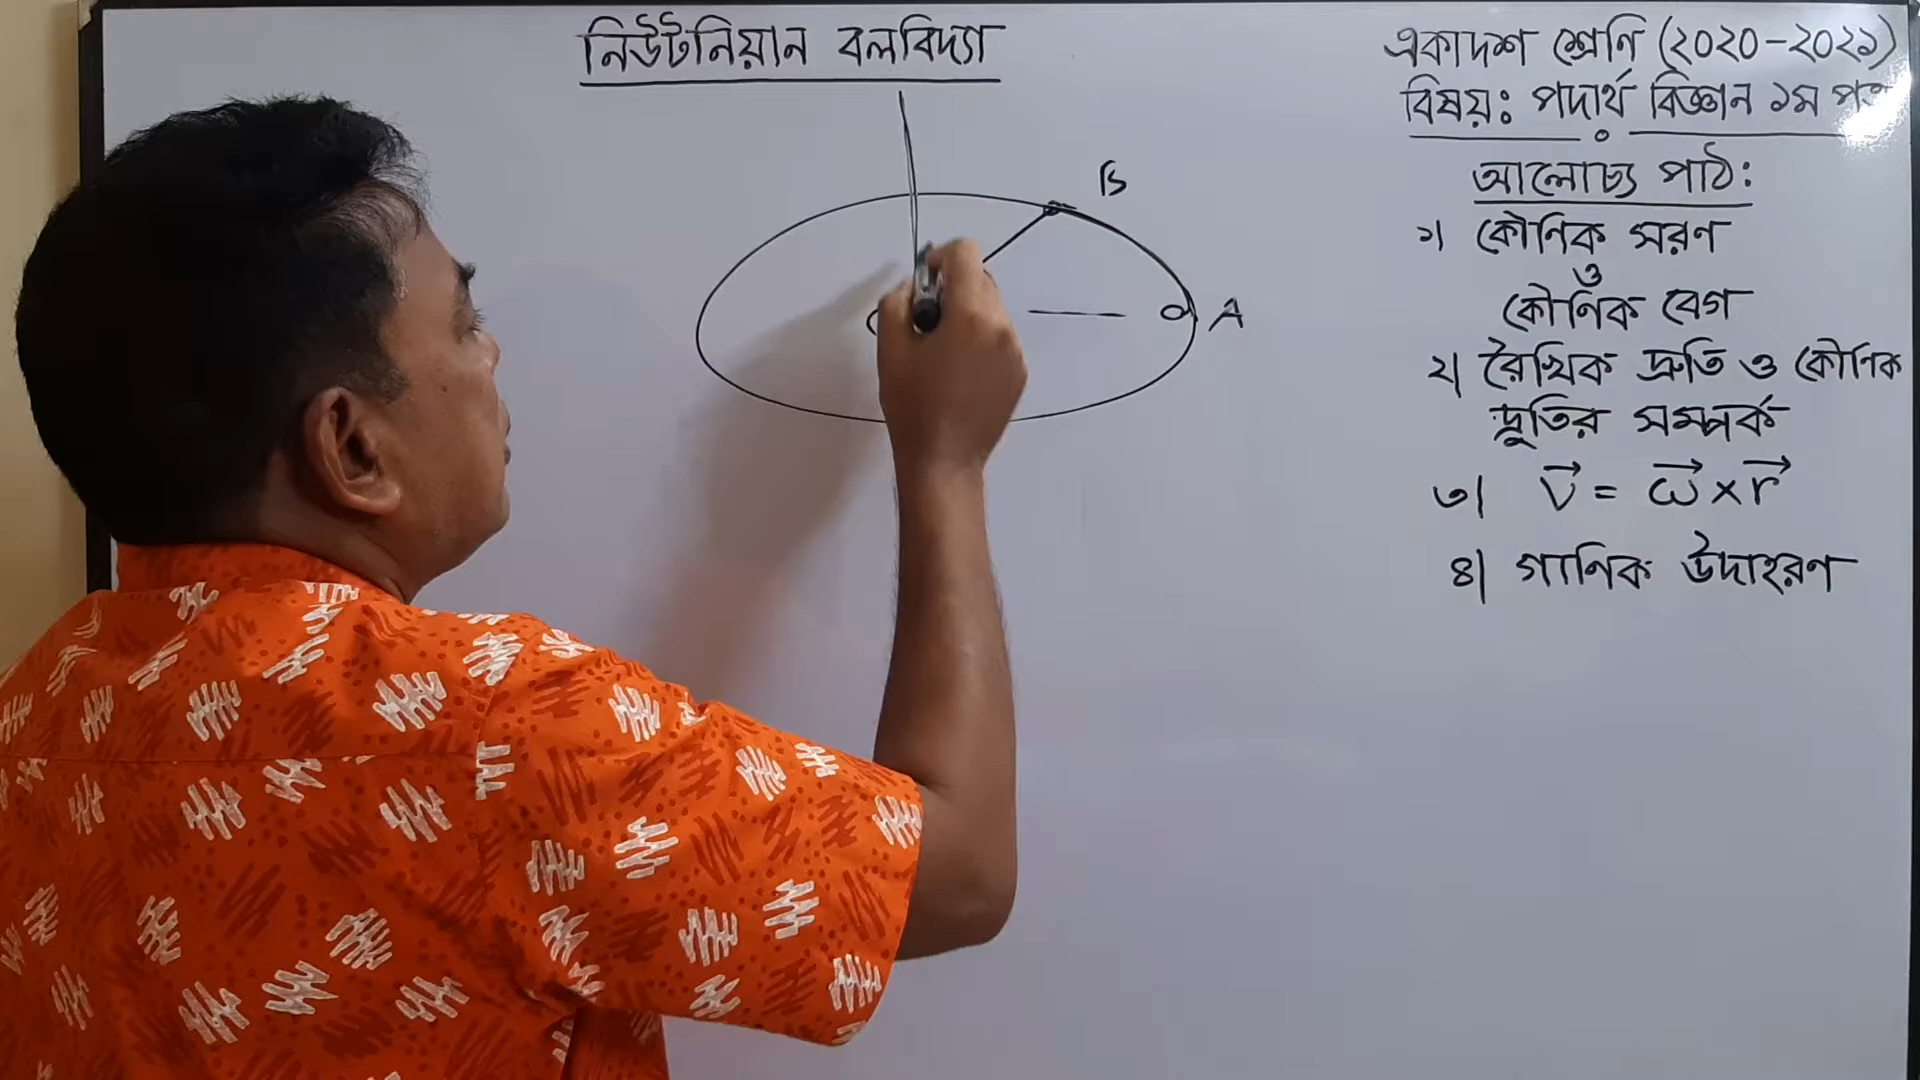 নিউটনিয়ান বলবিদ্যা
একাদশ শ্রেণি (২০২০-২০২১)
বিষয়ঃ পদার্থ বিজ্ঞান ১ম পত্র
আলোচ্য পাঠ:
১। কৌণিক সরণ
ও
কৌণিক বেগ
২। রৈখিক দ্রুতি ও কৌণিক
দ্রুতির সম্পর্ক
৩। v⃗ = ω⃗ × r⃗
৪। গাণিক উদাহরণ
B
A